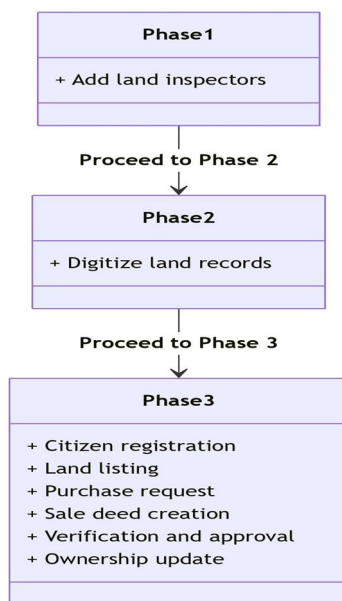 Phase1
+ Add land inspectors
Proceed to Phase 2
Phase2
+ Digitize land records
Proceed to Phase 3
Phase3
+ Citizen registration
+ Land listing
+ Purchase request
+ Sale deed creation
+ Verification and approval
+ Ownership update